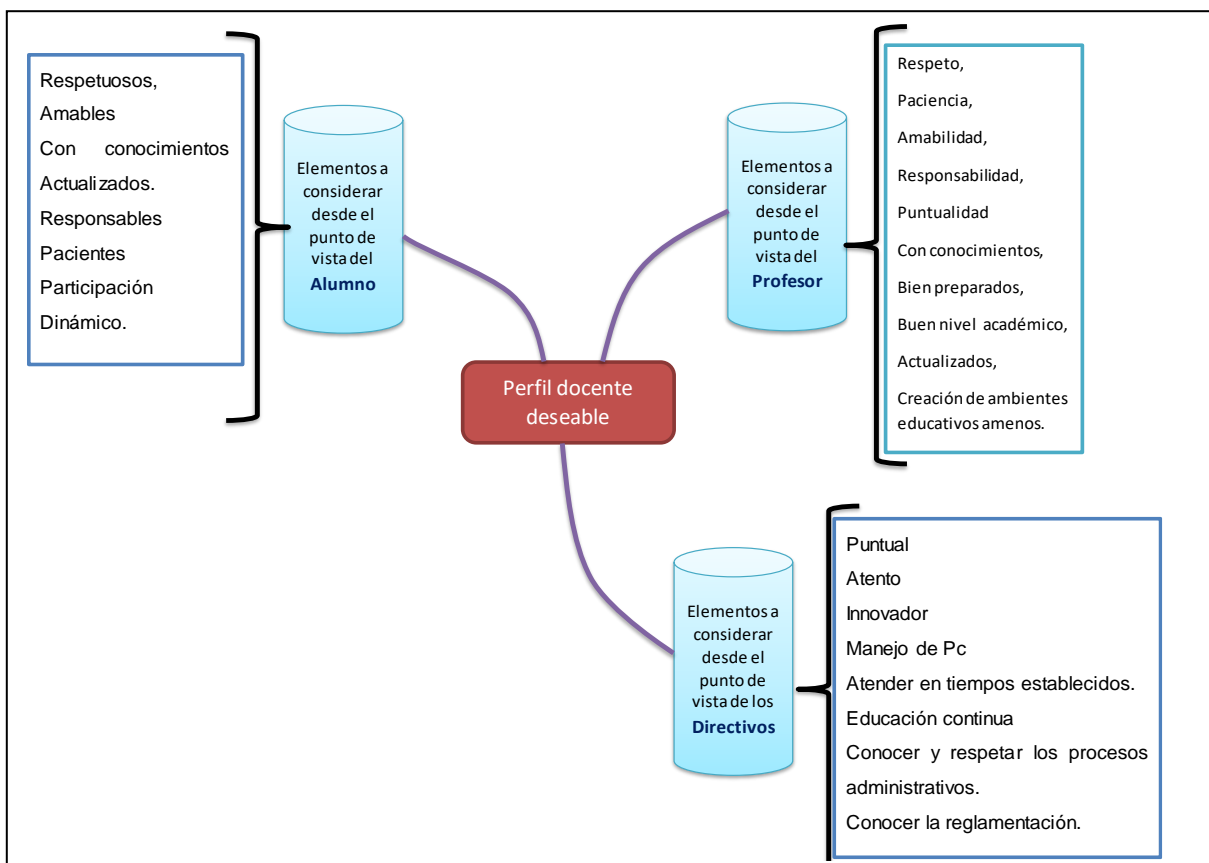 Respetuosos,
Amables
Con conocimientos
Actualizados.
Responsables
Pacientes
Participación
Dinámico.
Elementos a
considerar
desde el
punto de
vista del
Alumno
Elementos a
considerar
desde el
punto de
vista del
Profesor
Respeto,
Paciencia,
Amabilidad,
Responsabilidad,
Puntualidad
Con conocimientos,
Bien preparados,
Buen nivel académico,
Actualizados,
Creación de ambientes
educativos amenos.
Perfil docente
deseable
Elementos a
considerar
desde el
punto de
vista de los
Directivos
Puntual
Atento
Innovador
Manejo de Pc
Atender en tiempos establecidos.
Educación continua
Conocer y respetar los procesos
administrativos.
Conocer la reglamentación.